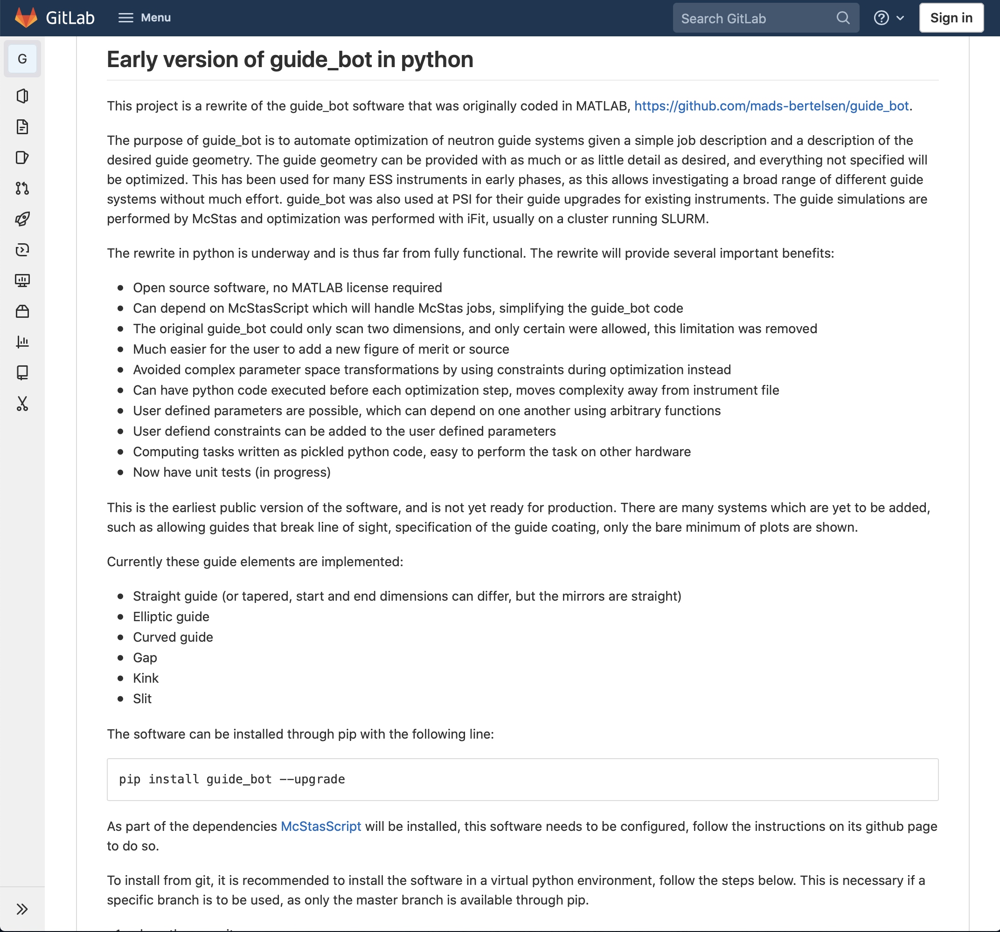 GitLab
Menu
Search GitLab
Sign in
G
Early version of guide_bot in python
This project is a rewrite of the guide_bot software that was originally coded in MATLAB, https://github.com/mads-bertelsen/guide_bot.
The purpose of guide_bot is to automate optimization of neutron guide systems given a simple job description and a description of the
desired guide geometry. The guide geometry can be provided with as much or as little detail as desired, and everything not specified will
be optimized. This has been used for many ESS instruments in early phases, as this allows investigating a broad range of different guide
systems without much effort. guide_bot was also used at PSI for their guide upgrades for existing instruments. The guide simulations are
performed by McStas and optimization was performed with iFit, usually on a cluster running SLURM.
The rewrite in python is underway and is thus far from fully functional. The rewrite will provide several important benefits:
• Open source software, no MATLAB license required
• Can depend on McStasScript which will handle McStas jobs, simplifying the guide_bot code
• The original guide_bot could only scan two dimensions, and only certain were allowed, this limitation was removed
• Much easier for the user to add a new figure of merit or source
• Avoided complex parameter space transformations by using constraints during optimization instead
• Can have python code executed before each optimization step, moves complexity away from instrument file
• User defined parameters are possible, which can depend on one another using arbitrary functions
• User defiend constraints can be added to the user defined parameters
• Computing tasks written as pickled python code, easy to perform the task on other hardware
• Now have unit tests (in progress)
This is the earliest public version of the software, and is not yet ready for production. There are many systems which are yet to be added,
such as allowing guides that break line of sight, specification of the guide coating, only the bare minimum of plots are shown.
Currently these guide elements are implemented:
• Straight guide (or tapered, start and end dimensions can differ, but the mirrors are straight)
• Elliptic guide
• Curved guide
• Gap
• Kink
• Slit
The software can be installed through pip with the following line:
pip install guide_bot --upgrade
As part of the dependencies McStasScript will be installed, this software needs to be configured, follow the instructions on its github page
to do so.
To install from git, it is recommended to install the software in a virtual python environment, follow the steps below. This is necessary if a
specific branch is to be used, as only the master branch is available through pip.